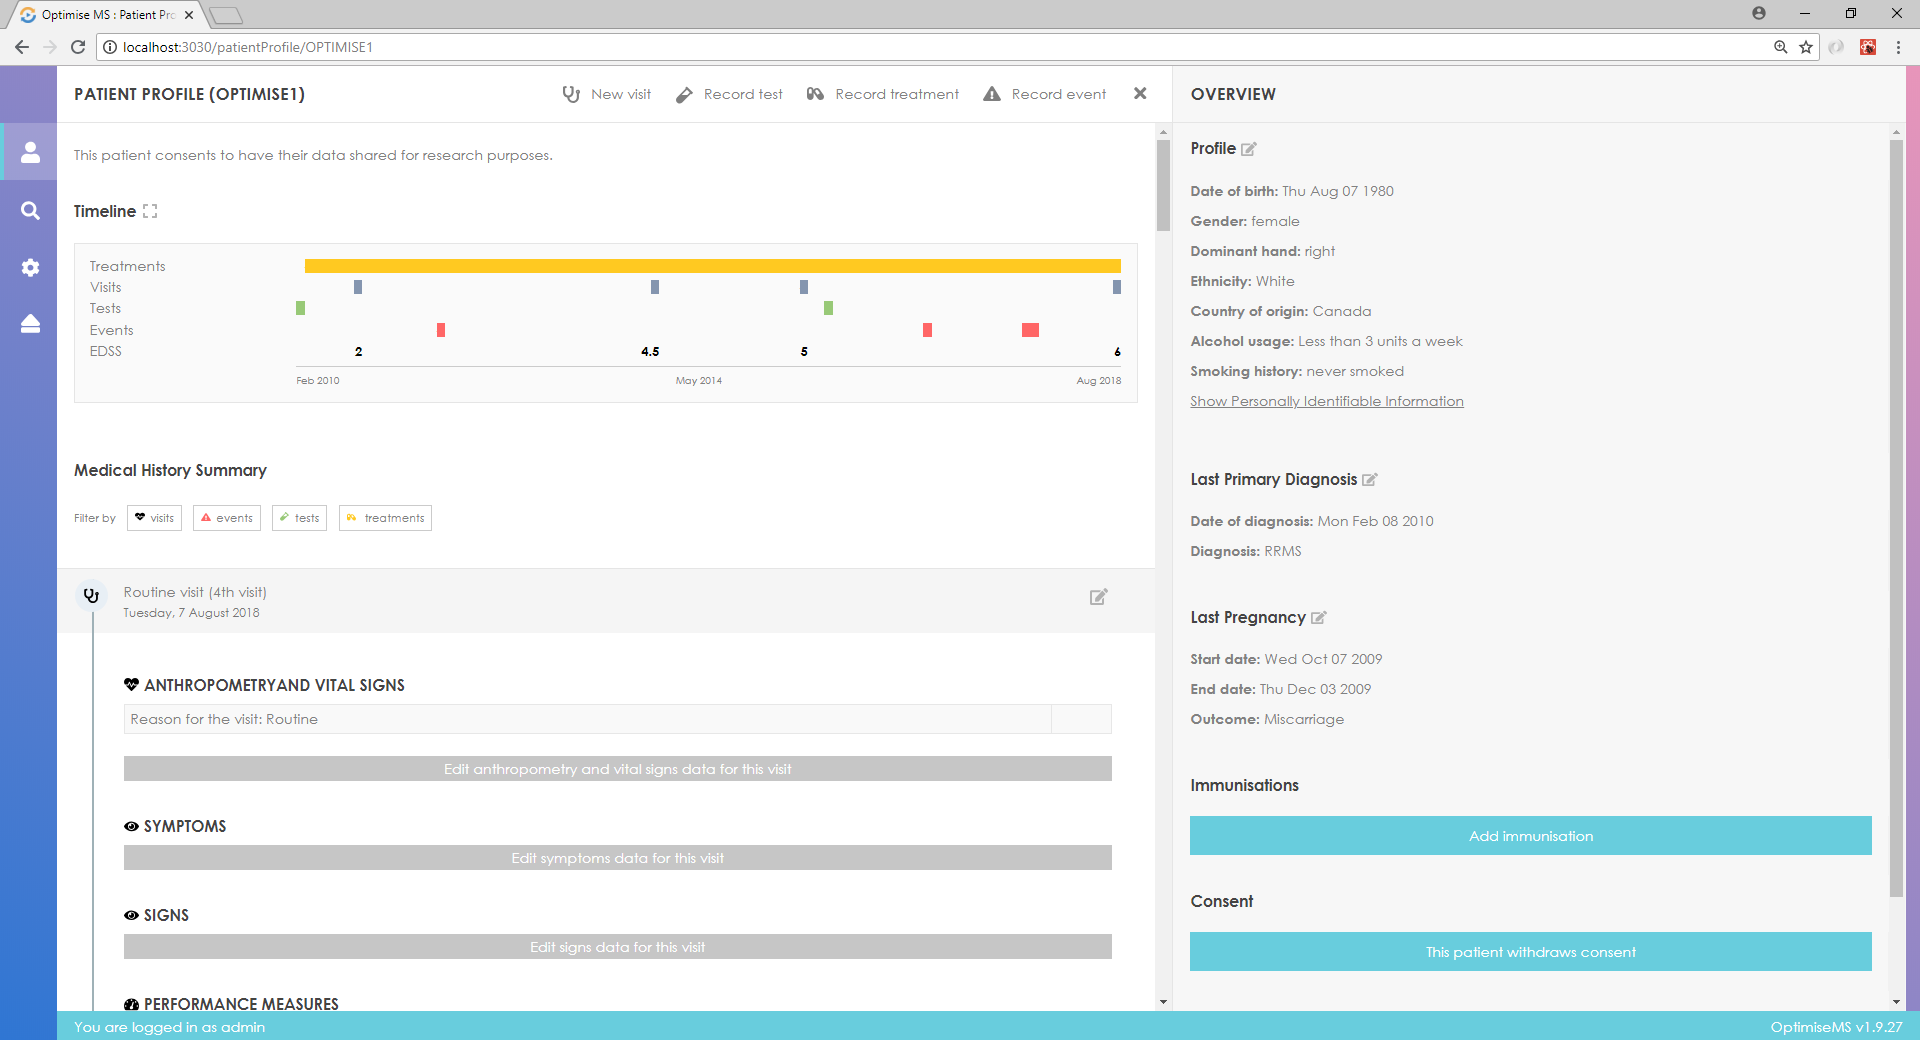 Optimise MS : Patient Pro
localhost:3030/patientProfile/OPTIMISE1
PATIENT PROFILE (OPTIMISE1)
New visit
Record test
Record treatment
Record event
This patient consents to have their data shared for research purposes.
Timeline
Treatments
Visits
Tests
Events
EDSS 2 4.5 5 6
Feb 2010 May 2014 Aug 2018
Medical History Summary
Filter by visits events tests treatments
Routine visit (4th visit)
Tuesday, 7 August 2018
ANTHROPOMETRYAND VITAL SIGNS
Reason for the visit: Routine
Edit anthropometry and vital signs data for this visit
SYMPTOMS
Edit symptoms data for this visit
SIGNS
Edit signs data for this visit
PERFORMANCE MEASURES
OVERVIEW
Profile
Date of birth: Thu Aug 07 1980
Gender: female
Dominant hand: right
Ethnicity: White
Country of origin: Canada
Alcohol usage: Less than 3 units a week
Smoking history: never smoked
Show Personally Identifiable Information
Last Primary Diagnosis
Date of diagnosis: Mon Feb 08 2010
Diagnosis: RRMS
Last Pregnancy
Start date: Wed Oct 07 2009
End date: Thu Dec 03 2009
Outcome: Miscarriage
Immunisations
Add immunisation
Consent
This patient withdraws consent
You are logged in as admin
OptimiseMS v1.9.27